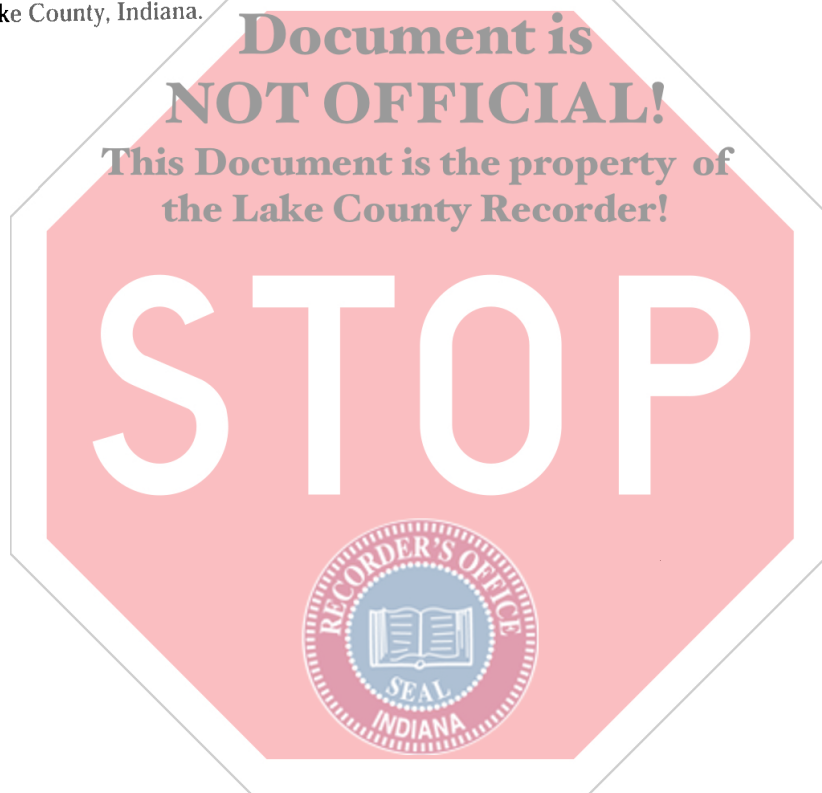 ke County, Indiana.
Document is
NOT OFFICIAL!
This Document is the property of
the Lake County Recorder!
STOP
RECORDER'S OFFICE
SEAL
INDIANA